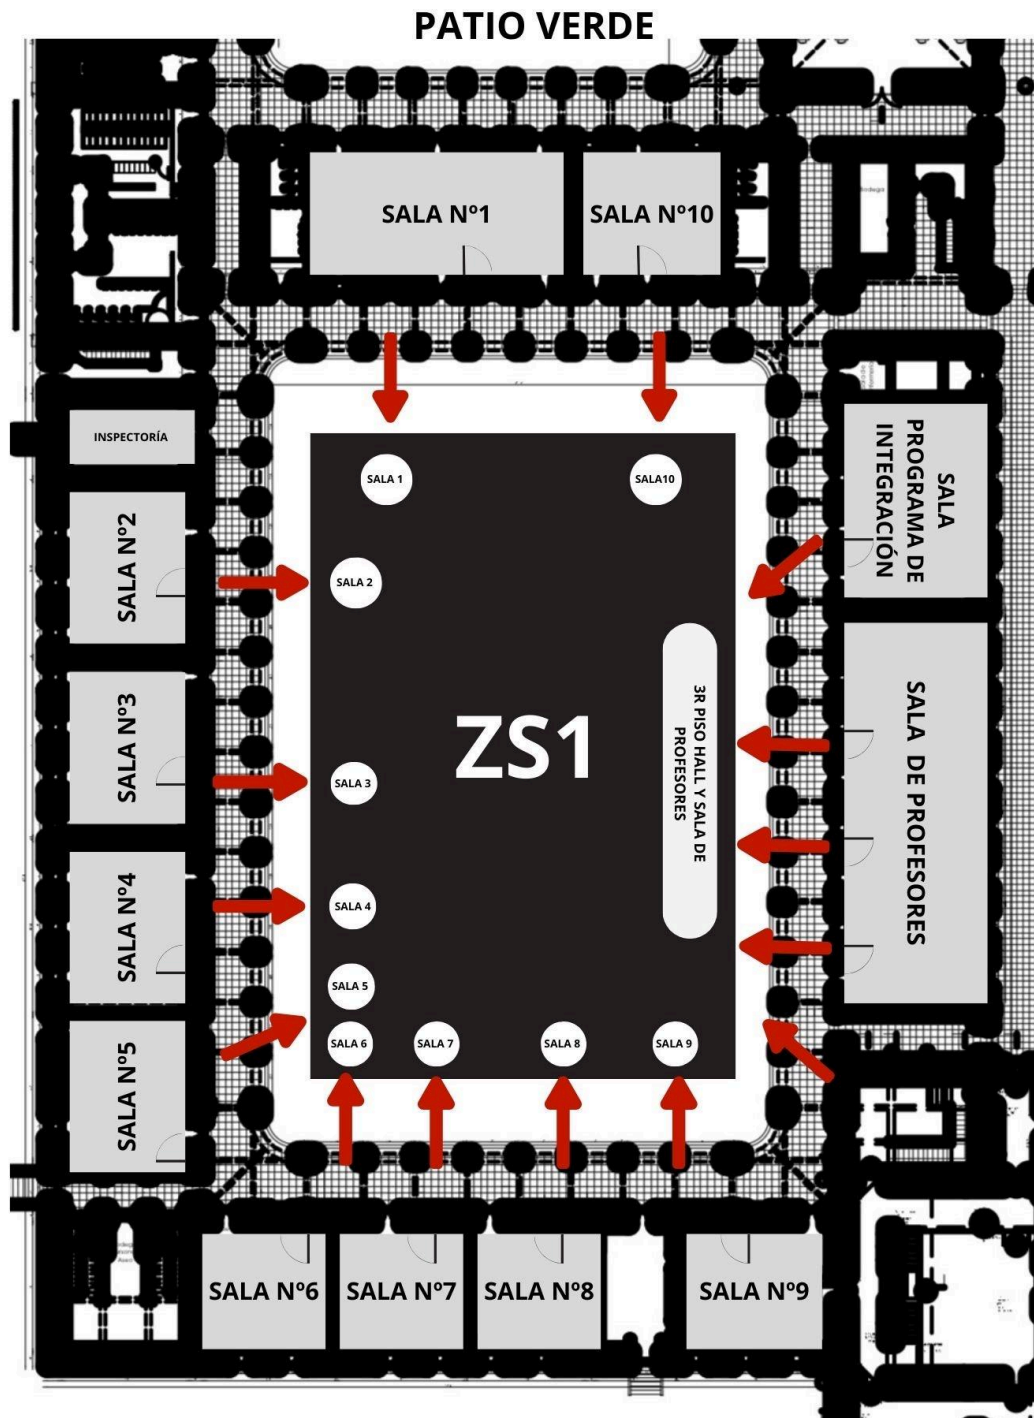 PATIO VERDE
SALA Nº1
SALA Nº10
INSPECTORÍA
SALA Nº2
SALA Nº3
SALA Nº4
SALA Nº5
SALA 1
SALA10
SALA 2
ZS1
3R PISO HALL Y SALA DE
PROFESORES
SALA 3
SALA 4
SALA 5
SALA 6
SALA 7
SALA 8
SALA 9
SALA
PROGRAMA DE
INTEGRACIÓN
SALA DE PROFESORES
SALA Nº6
SALA Nº7
SALA Nº8
SALA Nº9